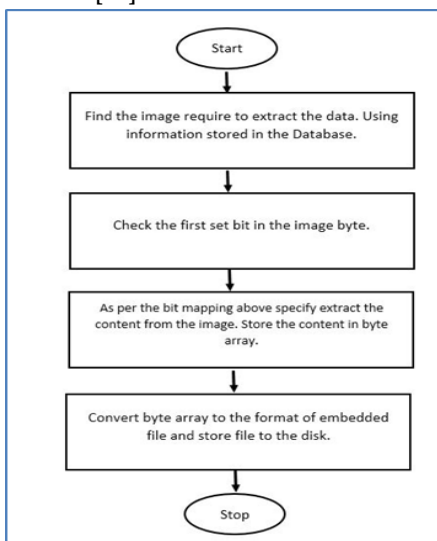 Start
Find the image require to extract the data. Using
information stored in the Database.
Check the first set bit in the image byte.
As per the bit mapping above specify extract the
content from the image. Store the content in byte
array.
Convert byte array to the format of embedded
file and store file to the disk.
Stop